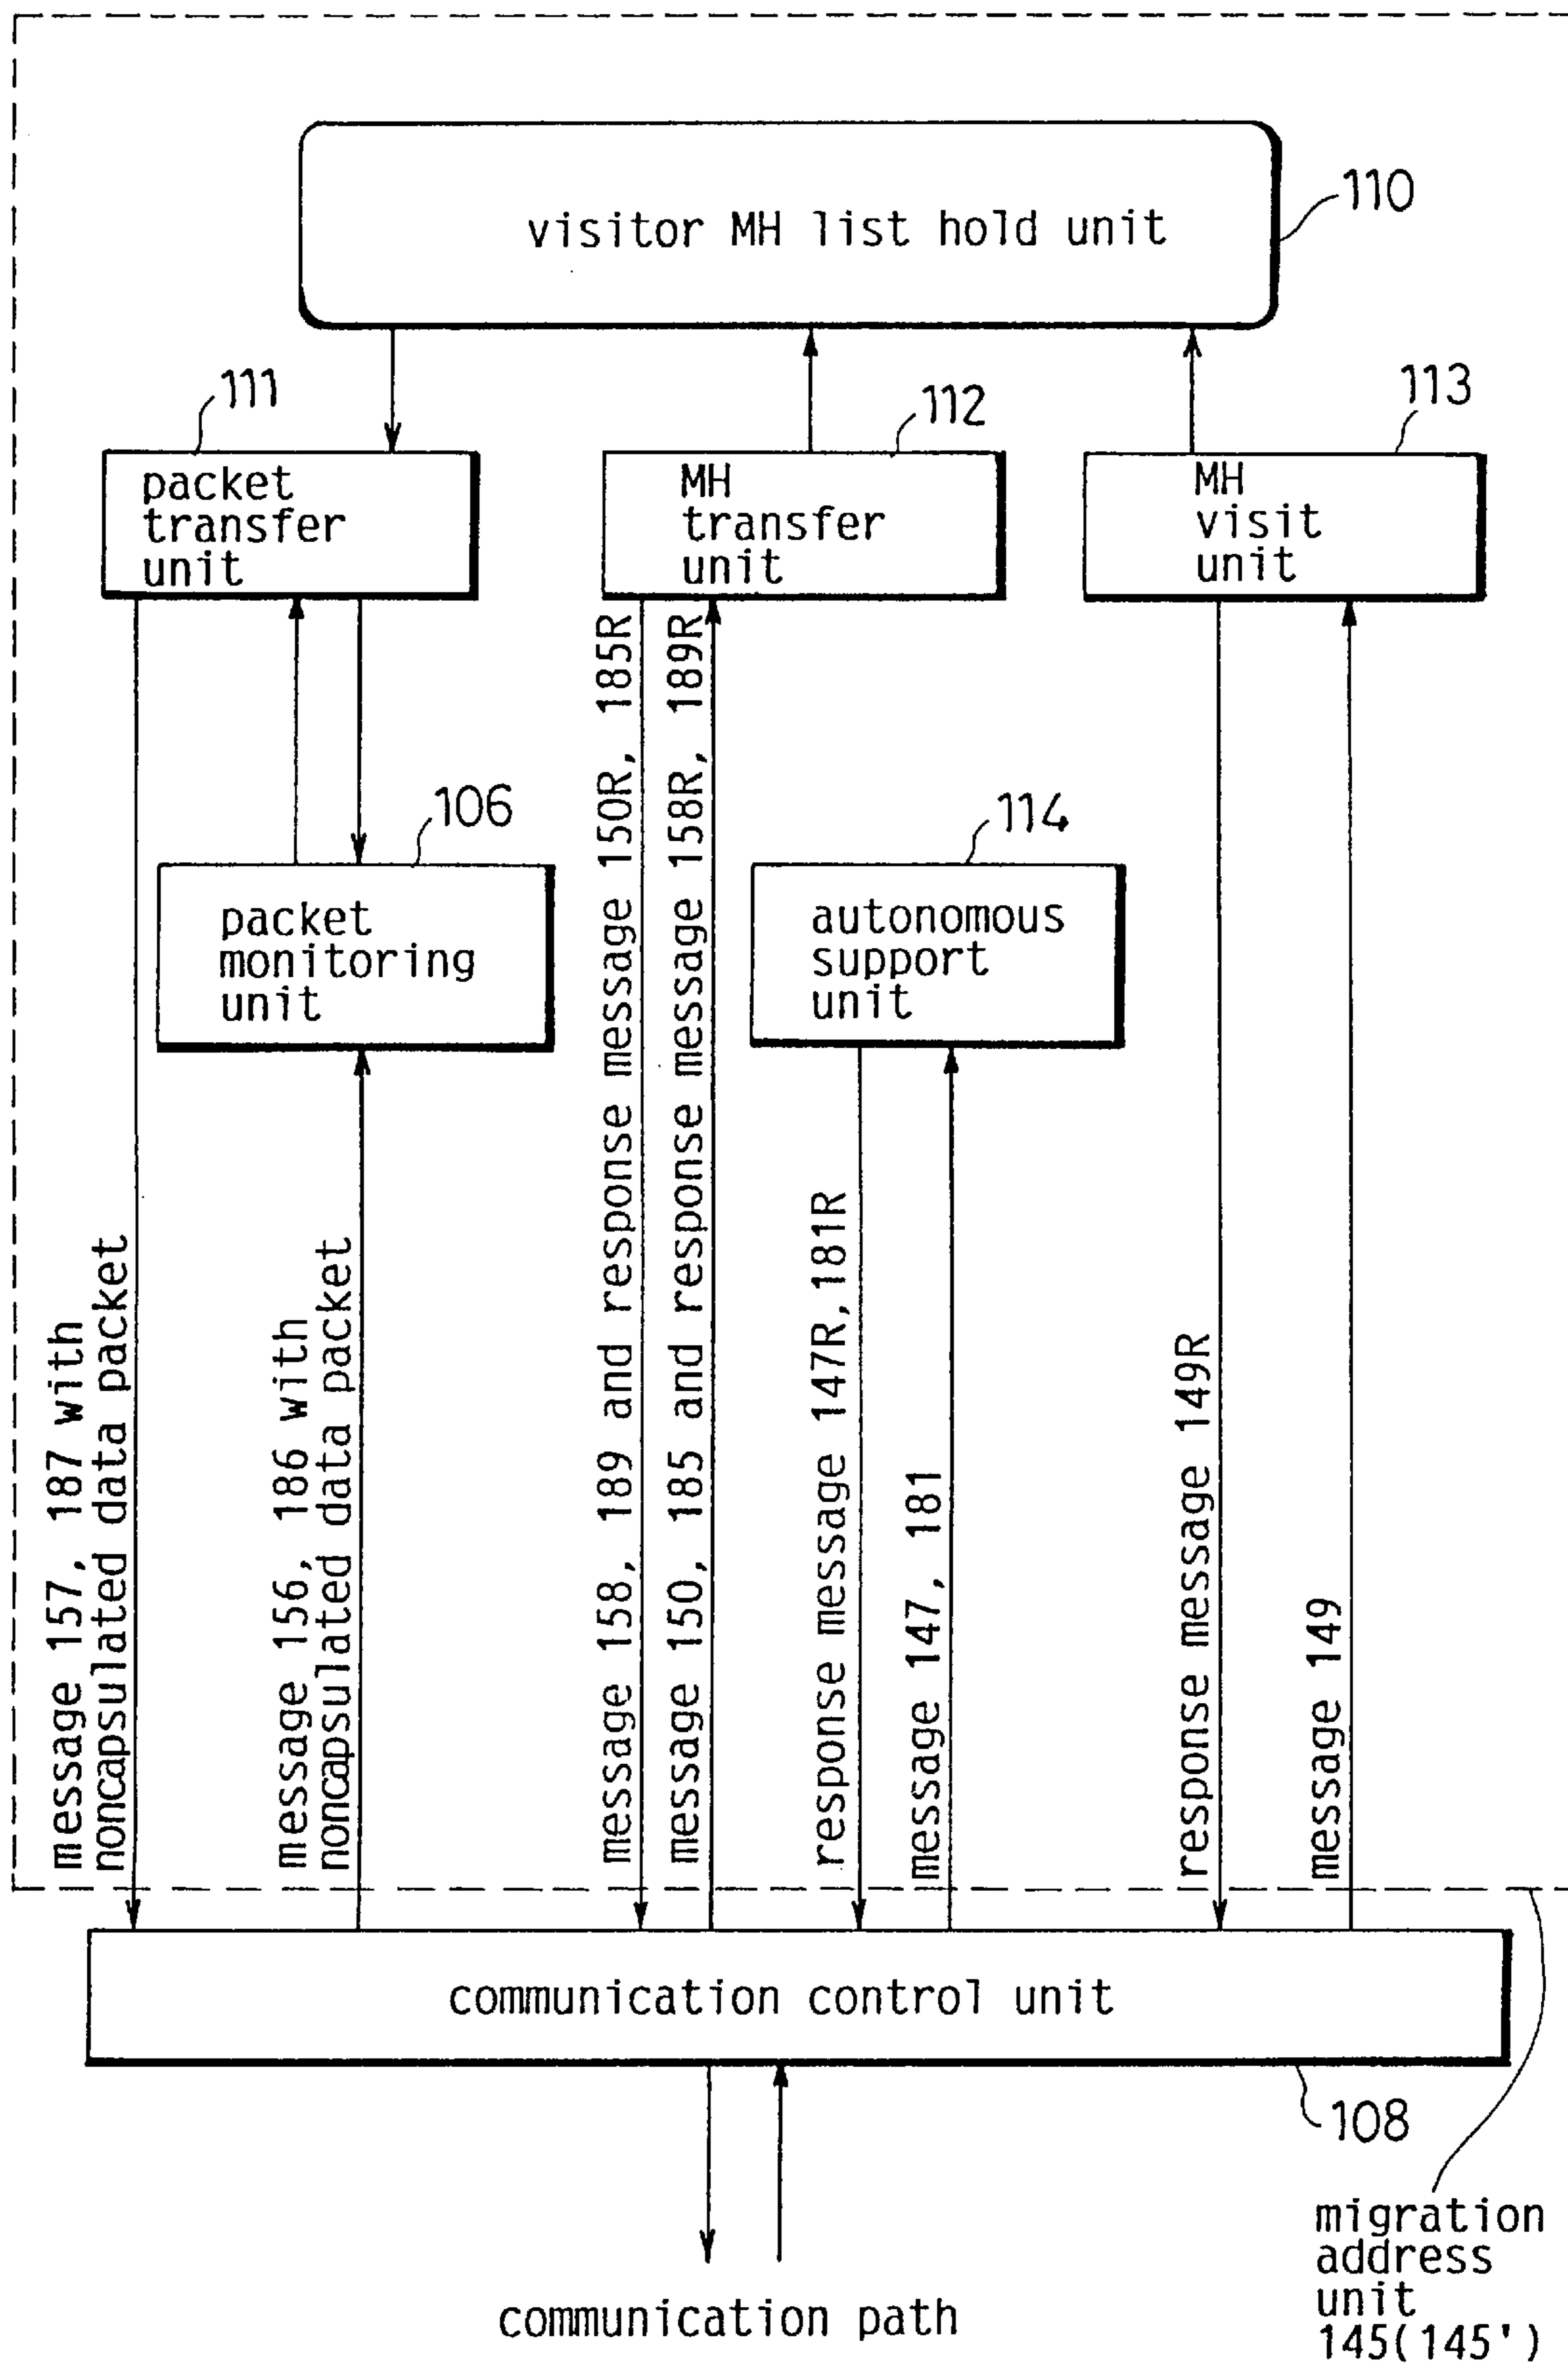 110
visitor MH list hold unit
111
112
113
packet
transfer
unit
MH
transfer
unit
MH
visit
unit
106
114
packet
monitoring
unit
autonomous
support
unit
message 157, 187 with
noncapsulated data packet
message 156, 186 with
noncapsulated data packet
message 158, 189 and response message 150R, 185R
message 150, 185 and response message 158R, 189R
response message 147R,181R
message 147, 181
response message 149R
message 149
communication control unit
108
communication path
migration
address
unit
145(145')